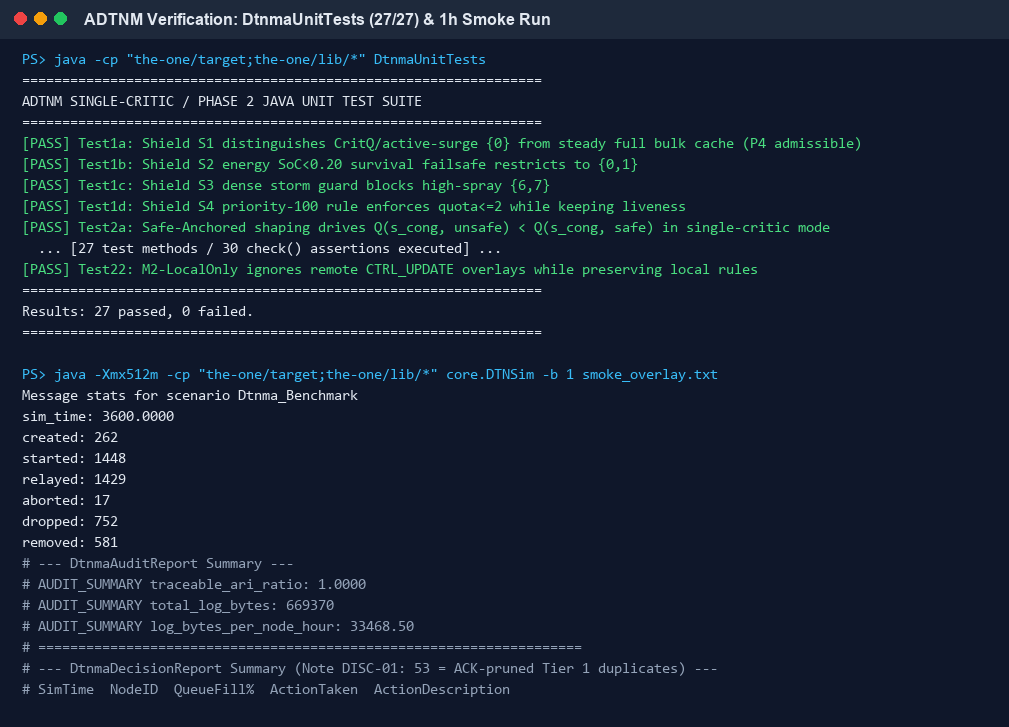 ADTNM Verification: DtnmaUnitTests (27/27) & 1h Smoke Run
PS> java -cp "the-one/target;the-one/lib/*" DtnmaUnitTests
=================================================================
ADTNM SINGLE-CRITIC / PHASE 2 JAVA UNIT TEST SUITE
=================================================================
[PASS] Test1a: Shield S1 distinguishes CritQ/active-surge {0} from steady full bulk cache (P4 admissible)
[PASS] Test1b: Shield S2 energy SoC<0.20 survival failsafe restricts to {0,1}
[PASS] Test1c: Shield S3 dense storm guard blocks high-spray {6,7}
[PASS] Test1d: Shield S4 priority-100 rule enforces quota<=2 while keeping liveness
[PASS] Test2a: Safe-Anchored shaping drives Q(s_cong, unsafe) < Q(s_cong, safe) in single-critic mode
... [27 test methods / 30 check() assertions executed] ...
[PASS] Test22: M2-LocalOnly ignores remote CTRL_UPDATE overlays while preserving local rules
=================================================================
Results: 27 passed, 0 failed.
=================================================================
PS> java -Xmx512m -cp "the-one/target;the-one/lib/*" core.DTNSim -b 1 smoke_overlay.txt
Message stats for scenario Dtnma_Benchmark
sim_time: 3600.0000
created: 262
started: 1448
relayed: 1429
aborted: 17
dropped: 752
removed: 581
# --- DtnmaAuditReport Summary ---
# AUDIT_SUMMARY traceable_ari_ratio: 1.0000
# AUDIT_SUMMARY total_log_bytes: 669370
# AUDIT_SUMMARY log_bytes_per_node_hour: 33468.50
# ====================================================================
# --- DtnmaDecisionReport Summary (Note DISC-01: 53 = ACK-pruned Tier 1 duplicates) ---
# SimTime  NodeID  QueueFill%  ActionTaken  ActionDescription